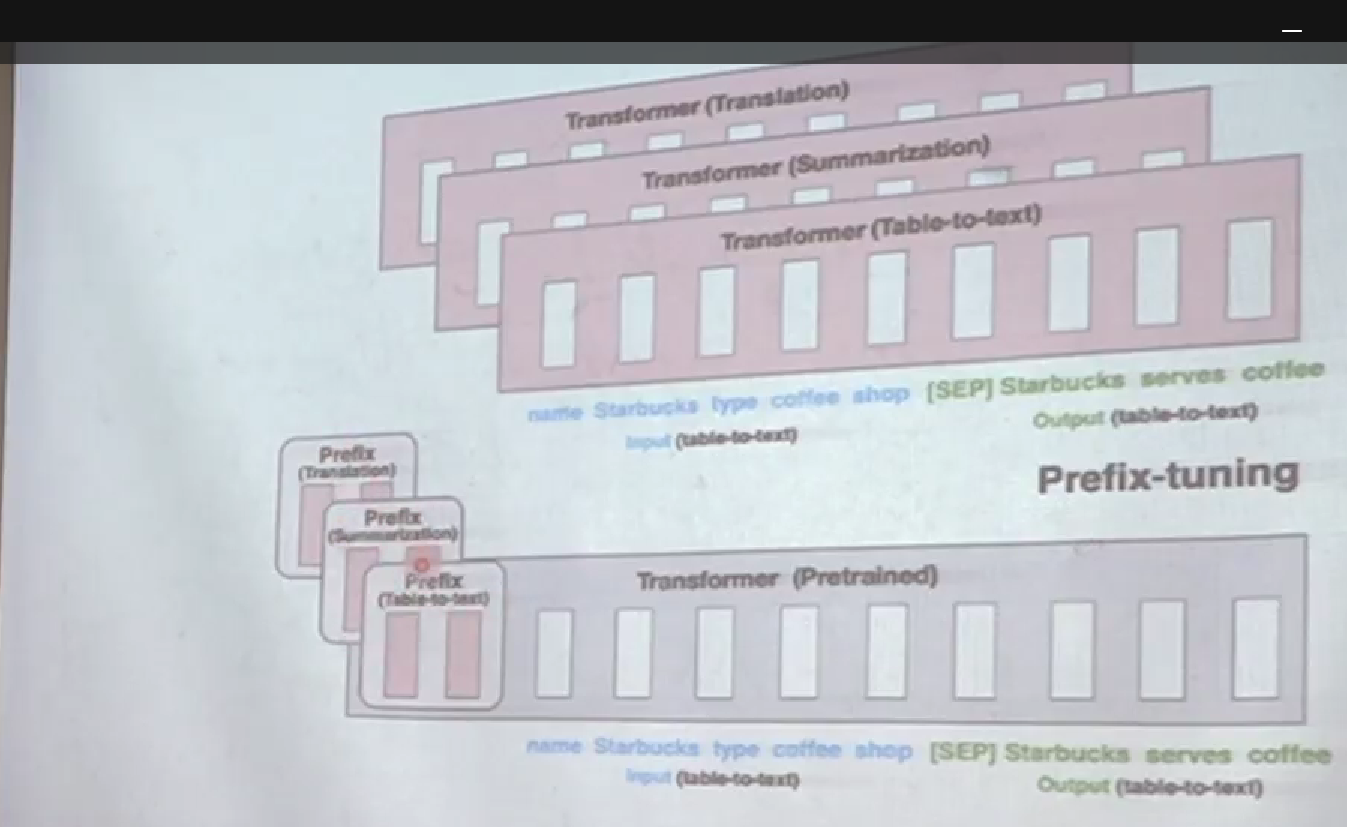 Transformer (Translation)
Transformer (Summarization)
Transformer (Table-to-text)
name Starbucks type coffee shop [SEP] Starbucks serves coffee
Input (table-to-text)
Output (table-to-text)
Prefix-tuning
Prefix
(Translation)
Prefix
(Summarization)
Prefix
(Table-to-text)
Transformer (Pretrained)
name Starbucks type coffee shop [SEP] Starbucks serves coffee
Input (table-to-text)
Output (table-to-text)